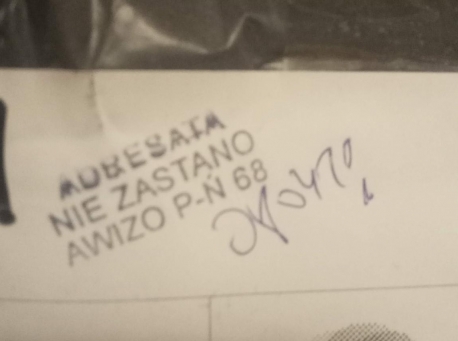 ADRESATA
NIE ZASTANO
AWIZO P-Ń 68